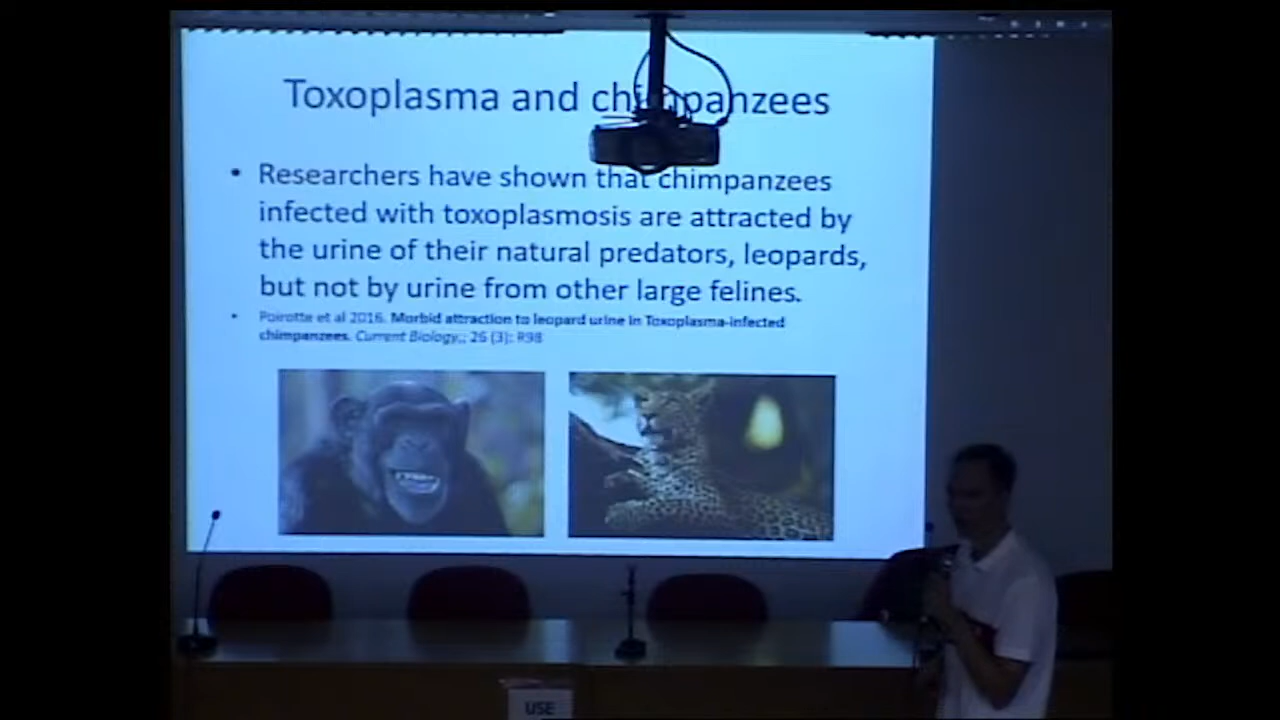 Toxoplasma and chimpanzees
• Researchers have shown that chimpanzees
infected with toxoplasmosis are attracted by
the urine of their natural predators, leopards,
but not by urine from other large felines.
• Poirotte et al 2016. Morbid attraction to leopard urine in Toxoplasma-infected
chimpanzees. Current Biology,; 26 (3): R98
USE